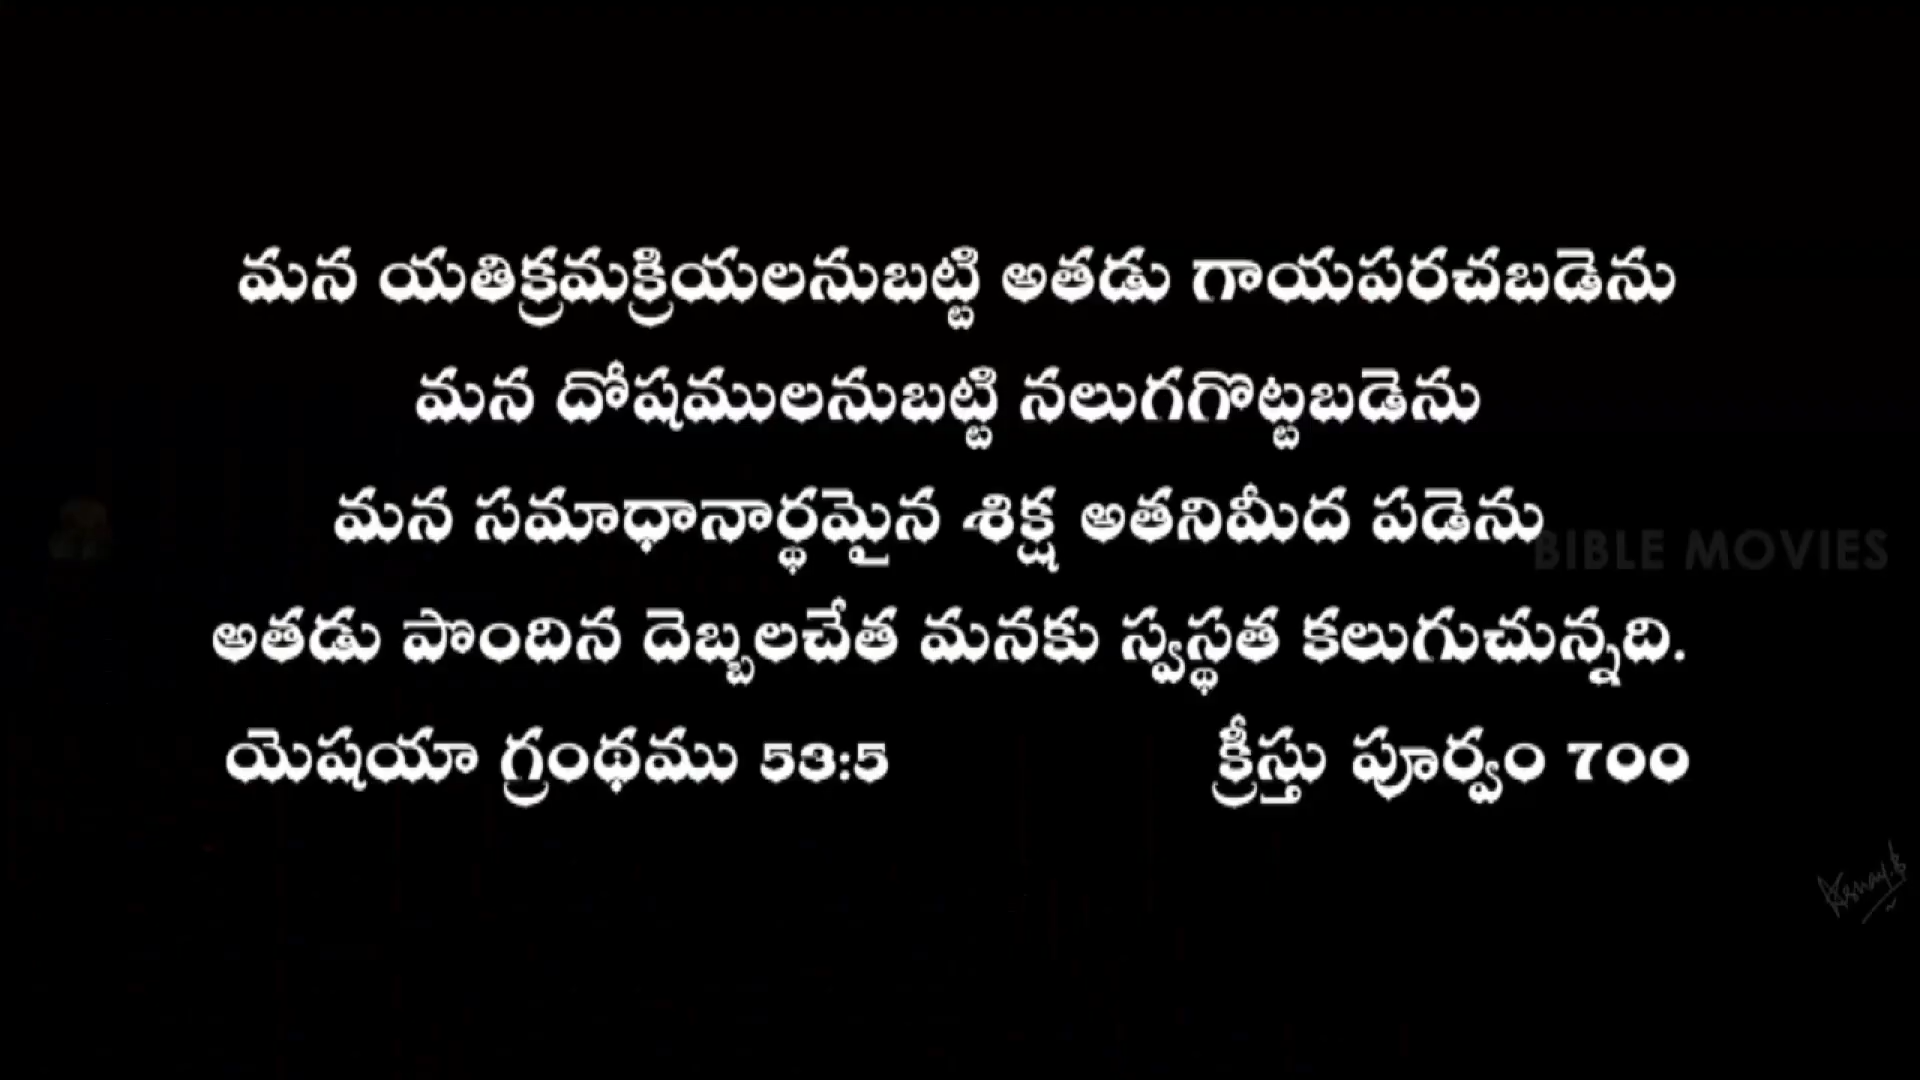 మన యతిక్రమక్రియలనుబట్టి అతడు గాయపరచబడెను
మన దోషములనుబట్టి నలుగగొట్టబడెను
మన సమాధానార్థమైన శిక్ష అతనిమీద పడెను
BIBLE MOVIES
అతడు పొందిన దెబ్బలచేత మనకు స్వస్థత కలుగుచున్నది.
యెషయా గ్రంథము 53:5 క్రీస్తు పూర్వం 700